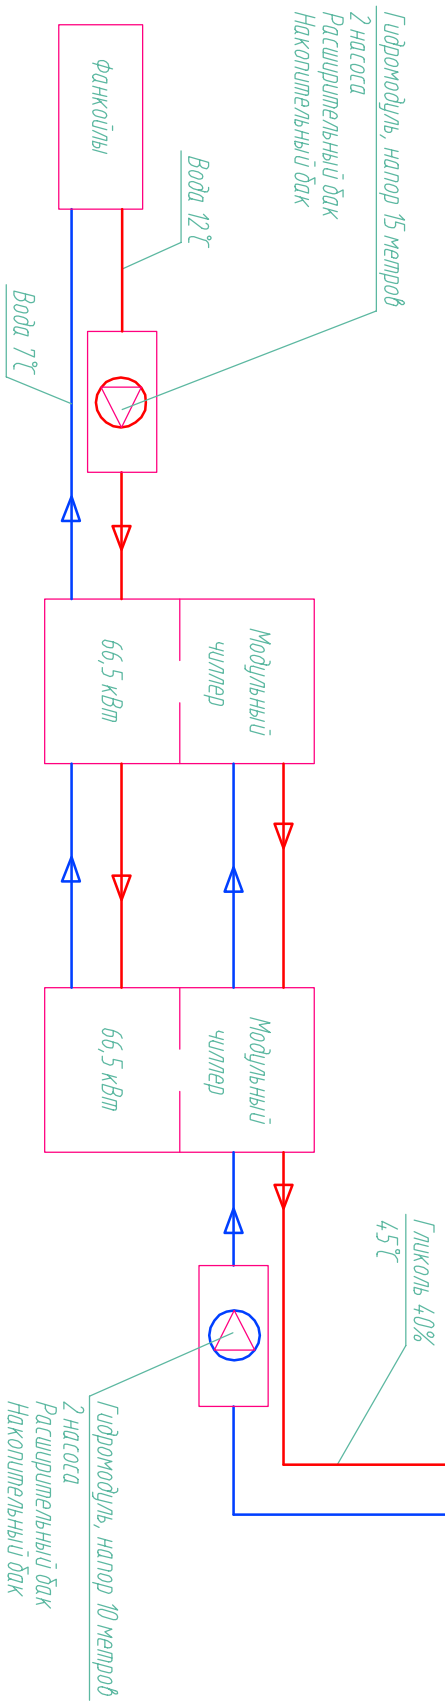 Гидромодуль, напор 15 метров
2 насоса
Расширительный бак
Накопительный бак
Фанкойлы
Вода 12°С
Вода 7°С
Модульный
чиллер
66,5 кВт
Модульный
чиллер
66,5 кВт
Гликоль 40%
45°С
Гидромодуль, напор 10 метров
2 насоса
Расширительный бак
Накопительный бак